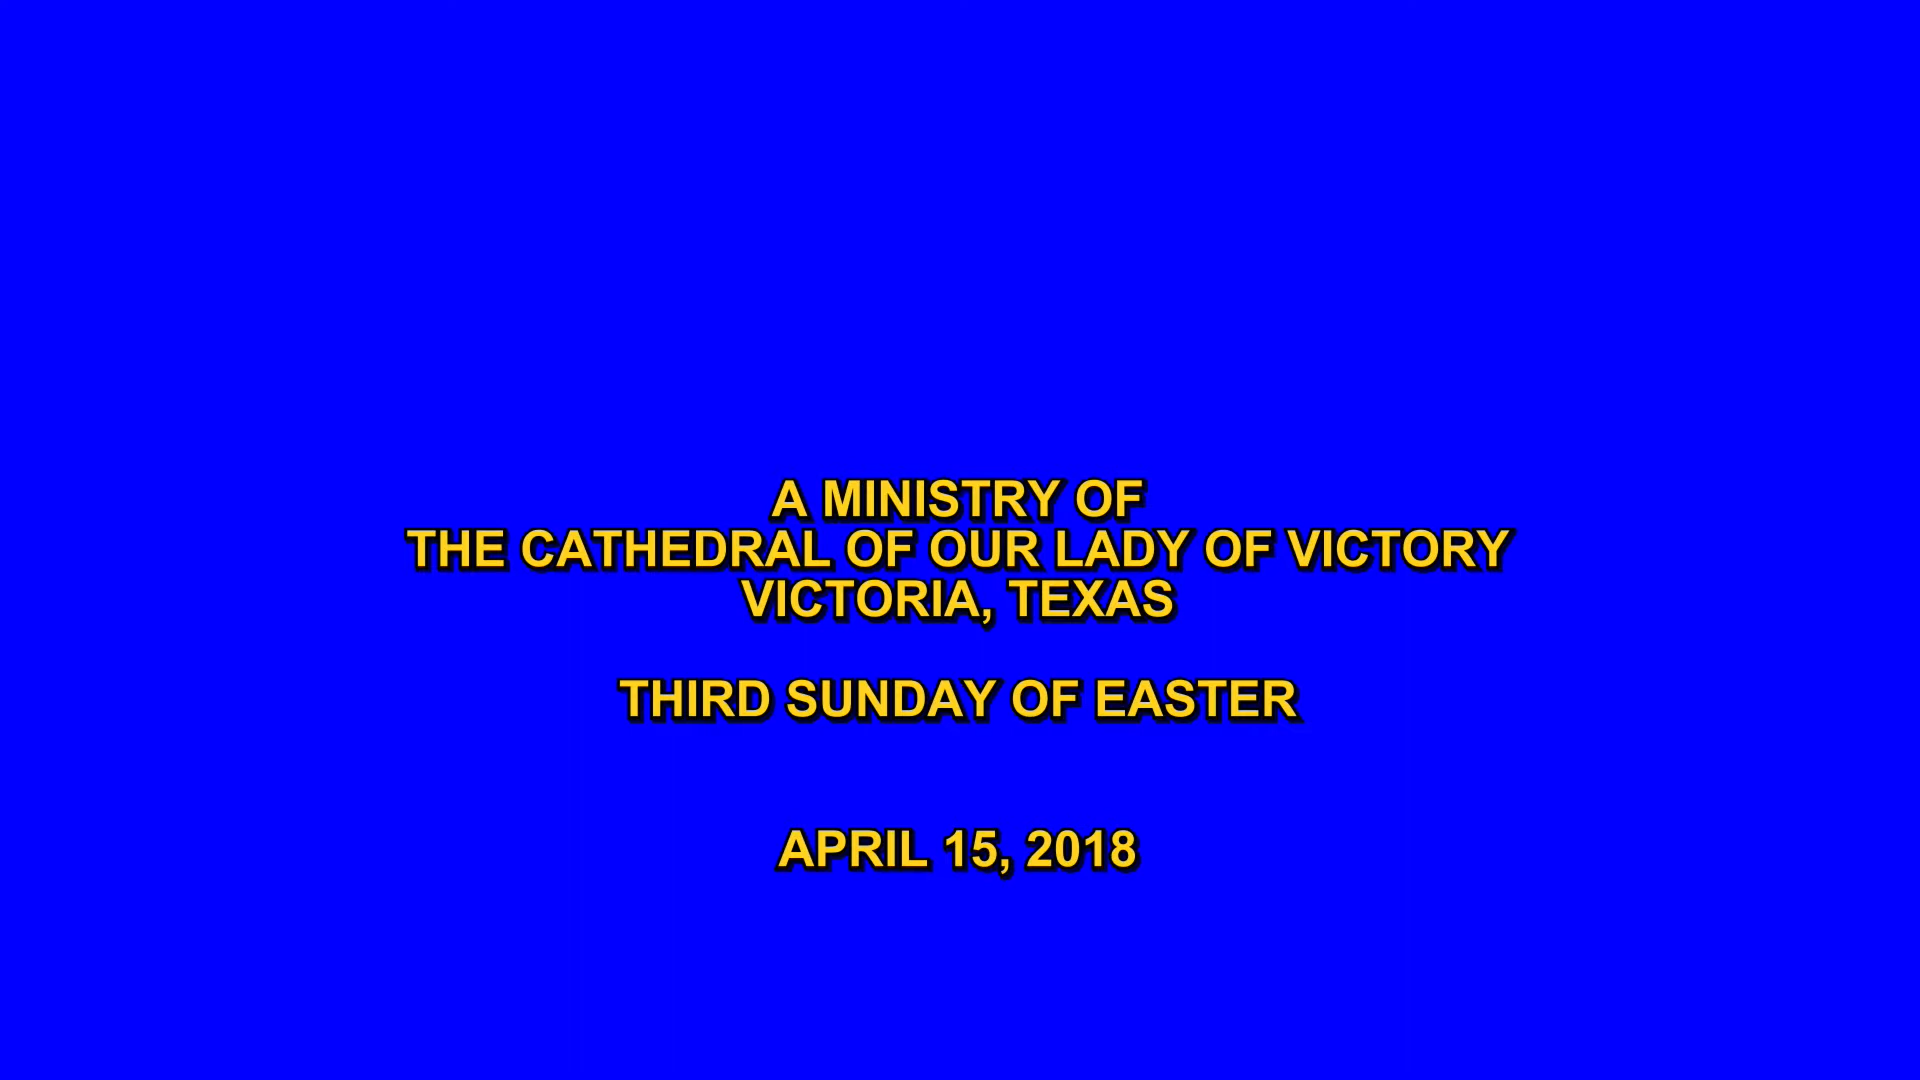 A MINISTRY OF
THE CATHEDRAL OF OUR LADY OF VICTORY
VICTORIA, TEXAS
THIRD SUNDAY OF EASTER
APRIL 15, 2018